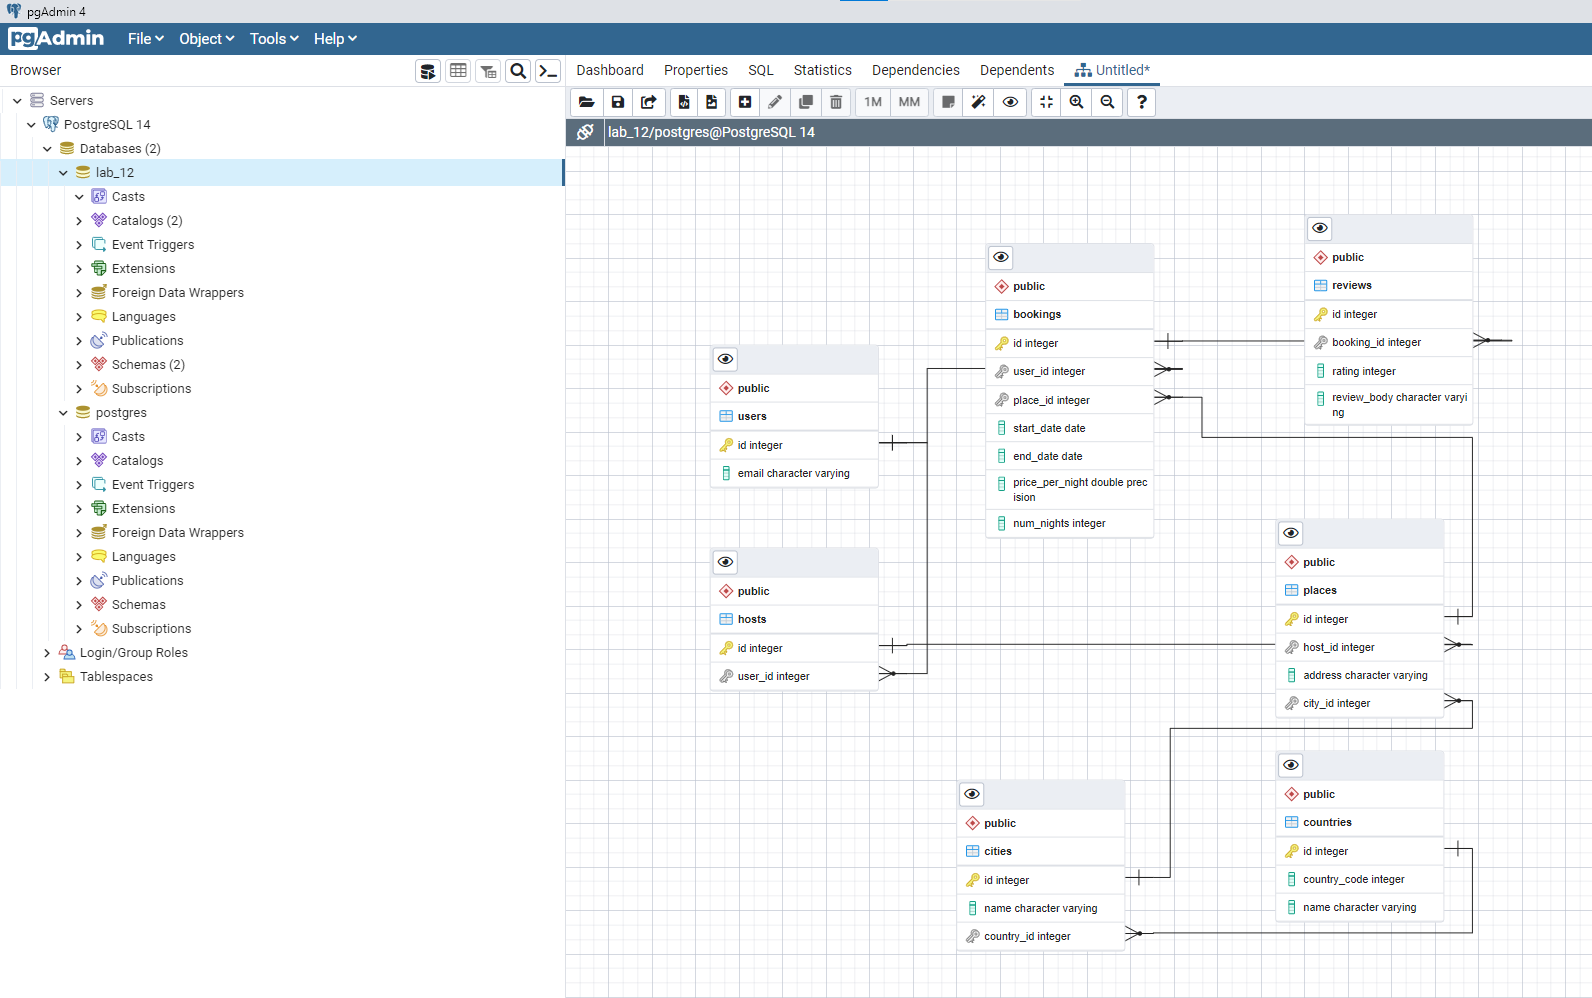 pgAdmin 4
pgAdmin
File Object Tools Help
Browser
Servers
PostgreSQL 14
Databases (2)
lab_12
Casts
Catalogs (2)
Event Triggers
Extensions
Foreign Data Wrappers
Languages
Publications
Schemas (2)
Subscriptions
postgres
Casts
Catalogs
Event Triggers
Extensions
Foreign Data Wrappers
Languages
Publications
Schemas
Subscriptions
Login/Group Roles
Tablespaces
Dashboard Properties SQL Statistics Dependencies Dependents Untitled*
1M MM ?
lab_12/postgres@PostgreSQL 14
public
users
id integer
email character varying
public
hosts
id integer
user_id integer
public
bookings
id integer
user_id integer
place_id integer
start_date date
end_date date
price_per_night double prec
ision
num_nights integer
public
reviews
id integer
booking_id integer
rating integer
review_body character varyi
ng
public
places
id integer
host_id integer
address character varying
city_id integer
public
cities
id integer
name character varying
country_id integer
public
countries
id integer
country_code integer
name character varying